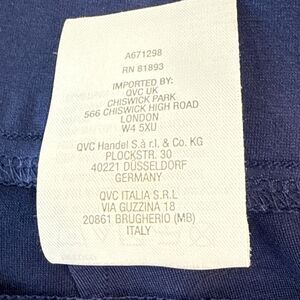 A671298
RN 81893
IMPORTED BY:
QVC UK
CHISWICK PARK
566 CHISWICK HIGH ROAD
LONDON
W4 5XU
QVC Handel S.à r.l, & Co. KG
PLOCKSTR. 30
40221 DÜSSELDORF
GERMANY
QVC ITALIA S.R.L
VIA GUZZINA 18
20861 BRUGHERIO (MB)
ITALY